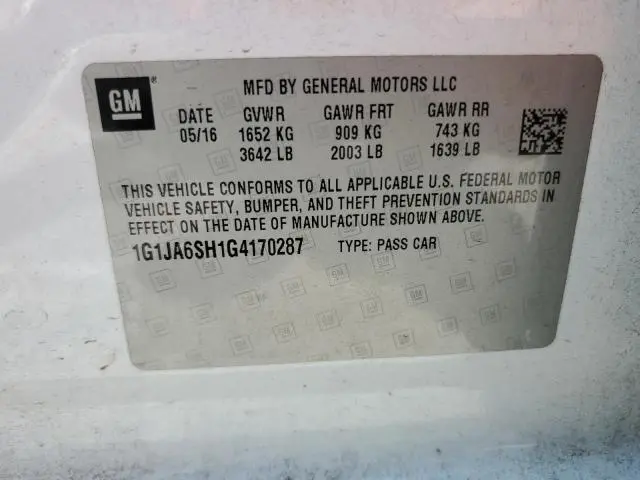 GM
®
MFD BY GENERAL MOTORS LLC
DATE GVWR GAWR FRT GAWR RR
05/16 1652 KG 909 KG 743 KG
3642 LB 2003 LB 1639 LB
THIS VEHICLE CONFORMS TO ALL APPLICABLE U.S. FEDERAL MOTOR
VEHICLE SAFETY, BUMPER, AND THEFT PREVENTION STANDARDS IN
EFFECT ON THE DATE OF MANUFACTURE SHOWN ABOVE.
1G1JA6SH1G4170287 TYPE: PASS CAR